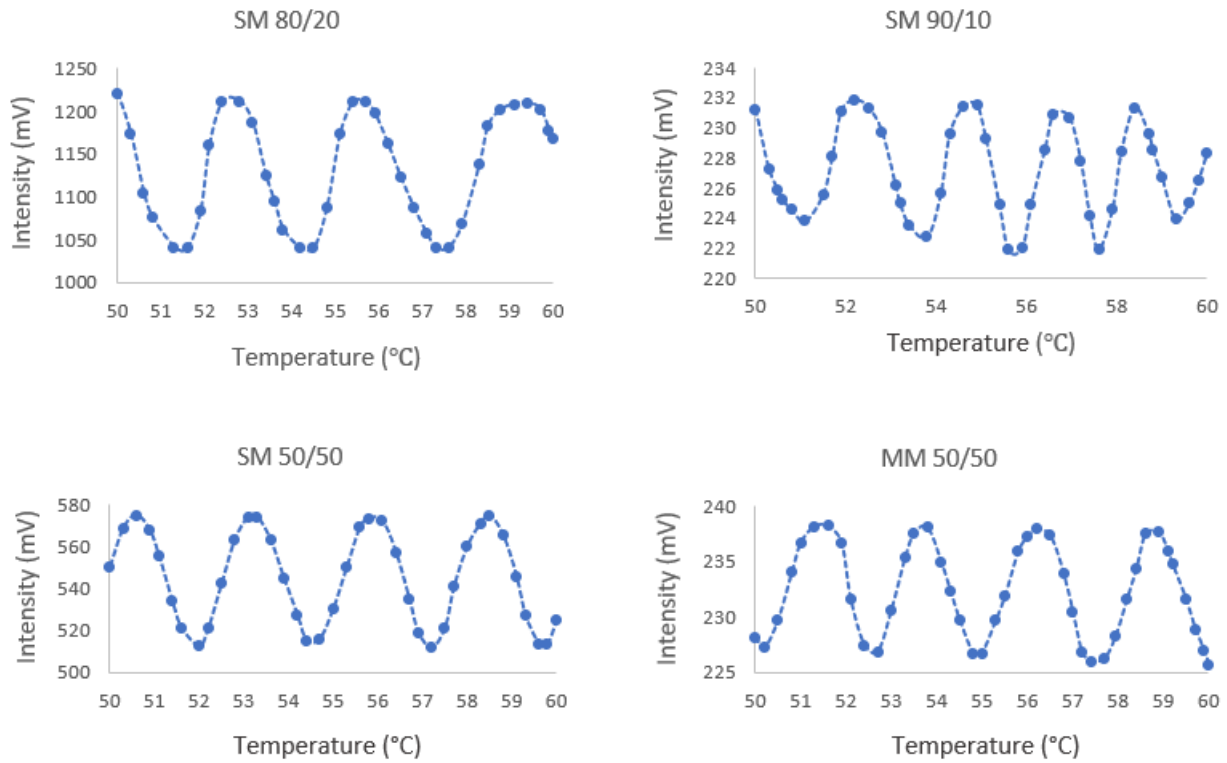 SM 80/20
Intensity (mV)
1250
1200
1150
1100
1050
1000
50 51 52 53 54 55 56 57 58 59 60
Temperature (°C)
SM 90/10
Intensity (mV)
234
232
230
228
226
224
222
220
50 52 54 56 58 60
Temperature (°C)
SM 50/50
Intensity (mV)
580
560
540
520
500
50 51 52 53 54 55 56 57 58 59 60
Temperature (°C)
MM 50/50
Intensity (mV)
240
235
230
225
50 51 52 53 54 55 56 57 58 59 60
Temperature (°C)